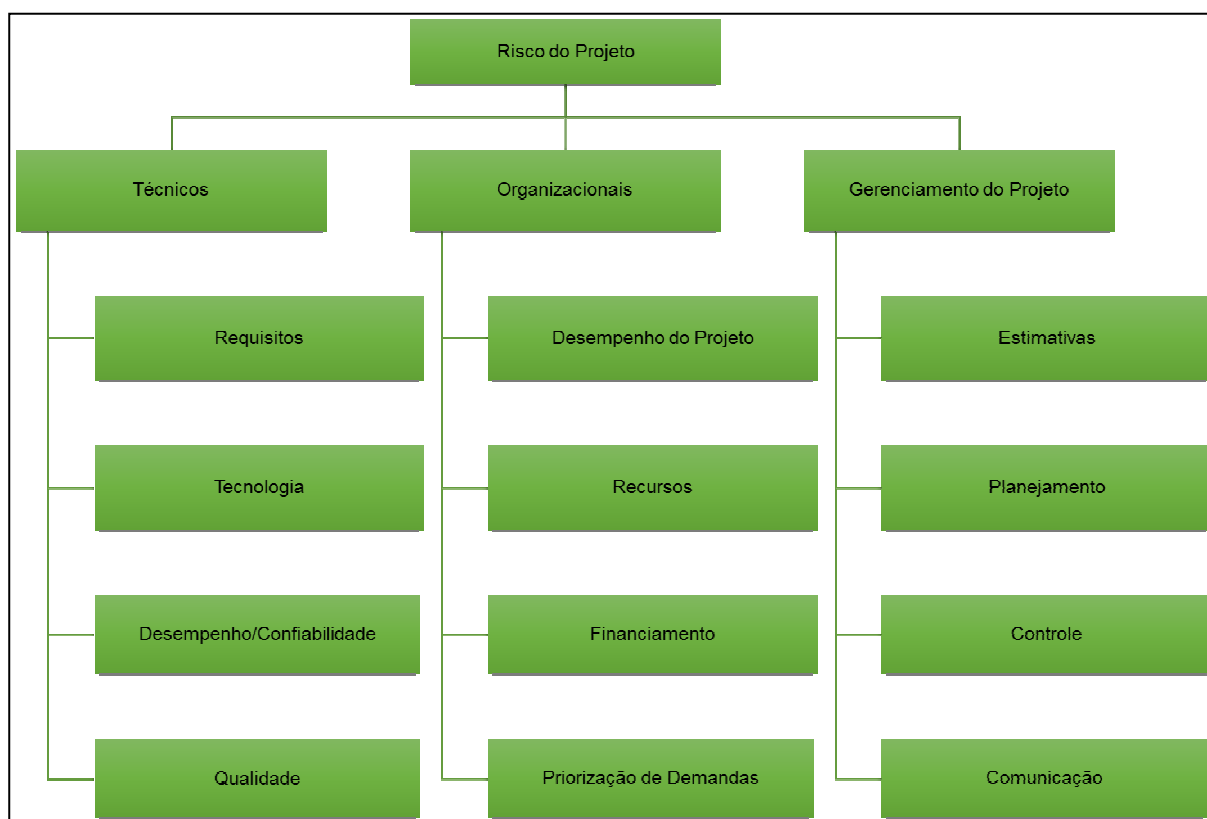 Risco do Projeto
Técnicos
Organizacionais
Gerenciamento do Projeto
Requisitos
Desempenho do Projeto
Estimativas
Tecnologia
Recursos
Planejamento
Desempenho/Confiabilidade
Financiamento
Controle
Qualidade
Priorização de Demandas
Comunicação